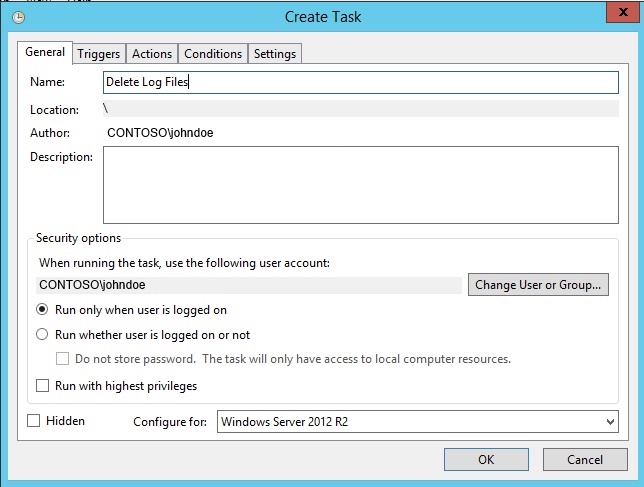 Create Task
x
General Triggers Actions Conditions Settings
Name: Delete Log Files
Location: \
Author: CONTOSO\johndoe
Description:
Security options
When running the task, use the following user account:
CONTOSO\johndoe Change User or Group...
Run only when user is logged on
Run whether user is logged on or not
Do not store password. The task will only have access to local computer resources.
Run with highest privileges
Hidden Configure for: Windows Server 2012 R2
OK Cancel